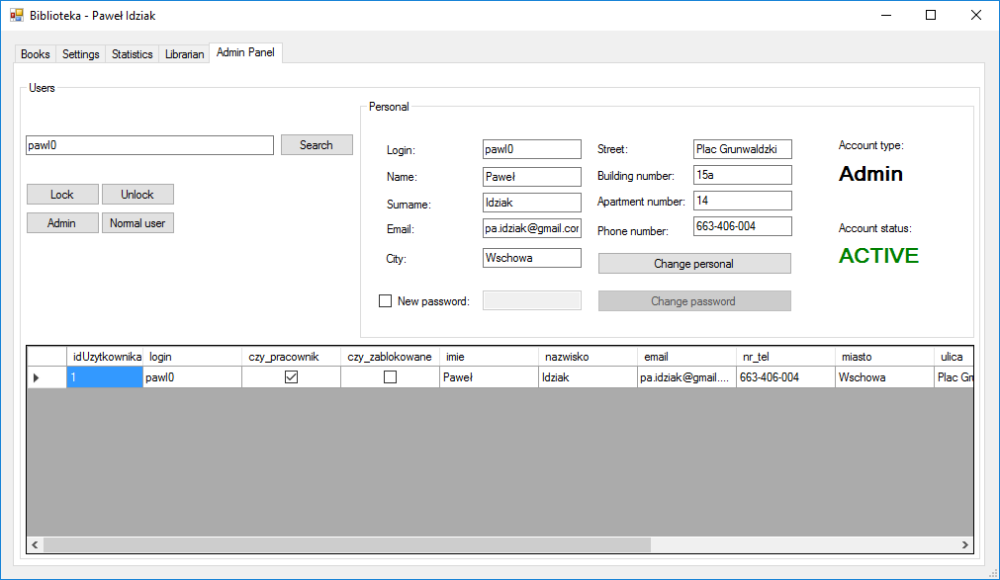 Biblioteka - Paweł Idziak
Books Settings Statistics Librarian Admin Panel
Users
pawl0 Search
Lock Unlock
Admin Normal user
Personal
Login: pawl0 Street: Plac Grunwaldzki
Name: Paweł Building number: 15a
Surname: Idziak Apartment number: 14
Email: pa.idziak@gmail.com Phone number: 663-406-004
City: Wschowa Change personal
New password: Change password
Account type:
Admin
Account status:
ACTIVE
idUzytkownika login czy_pracownik czy_zablokowane imie nazwisko email nr_tel miasto ulica
1 pawl0 Paweł Idziak pa.idziak@gmail.... 663-406-004 Wschowa Plac Gr